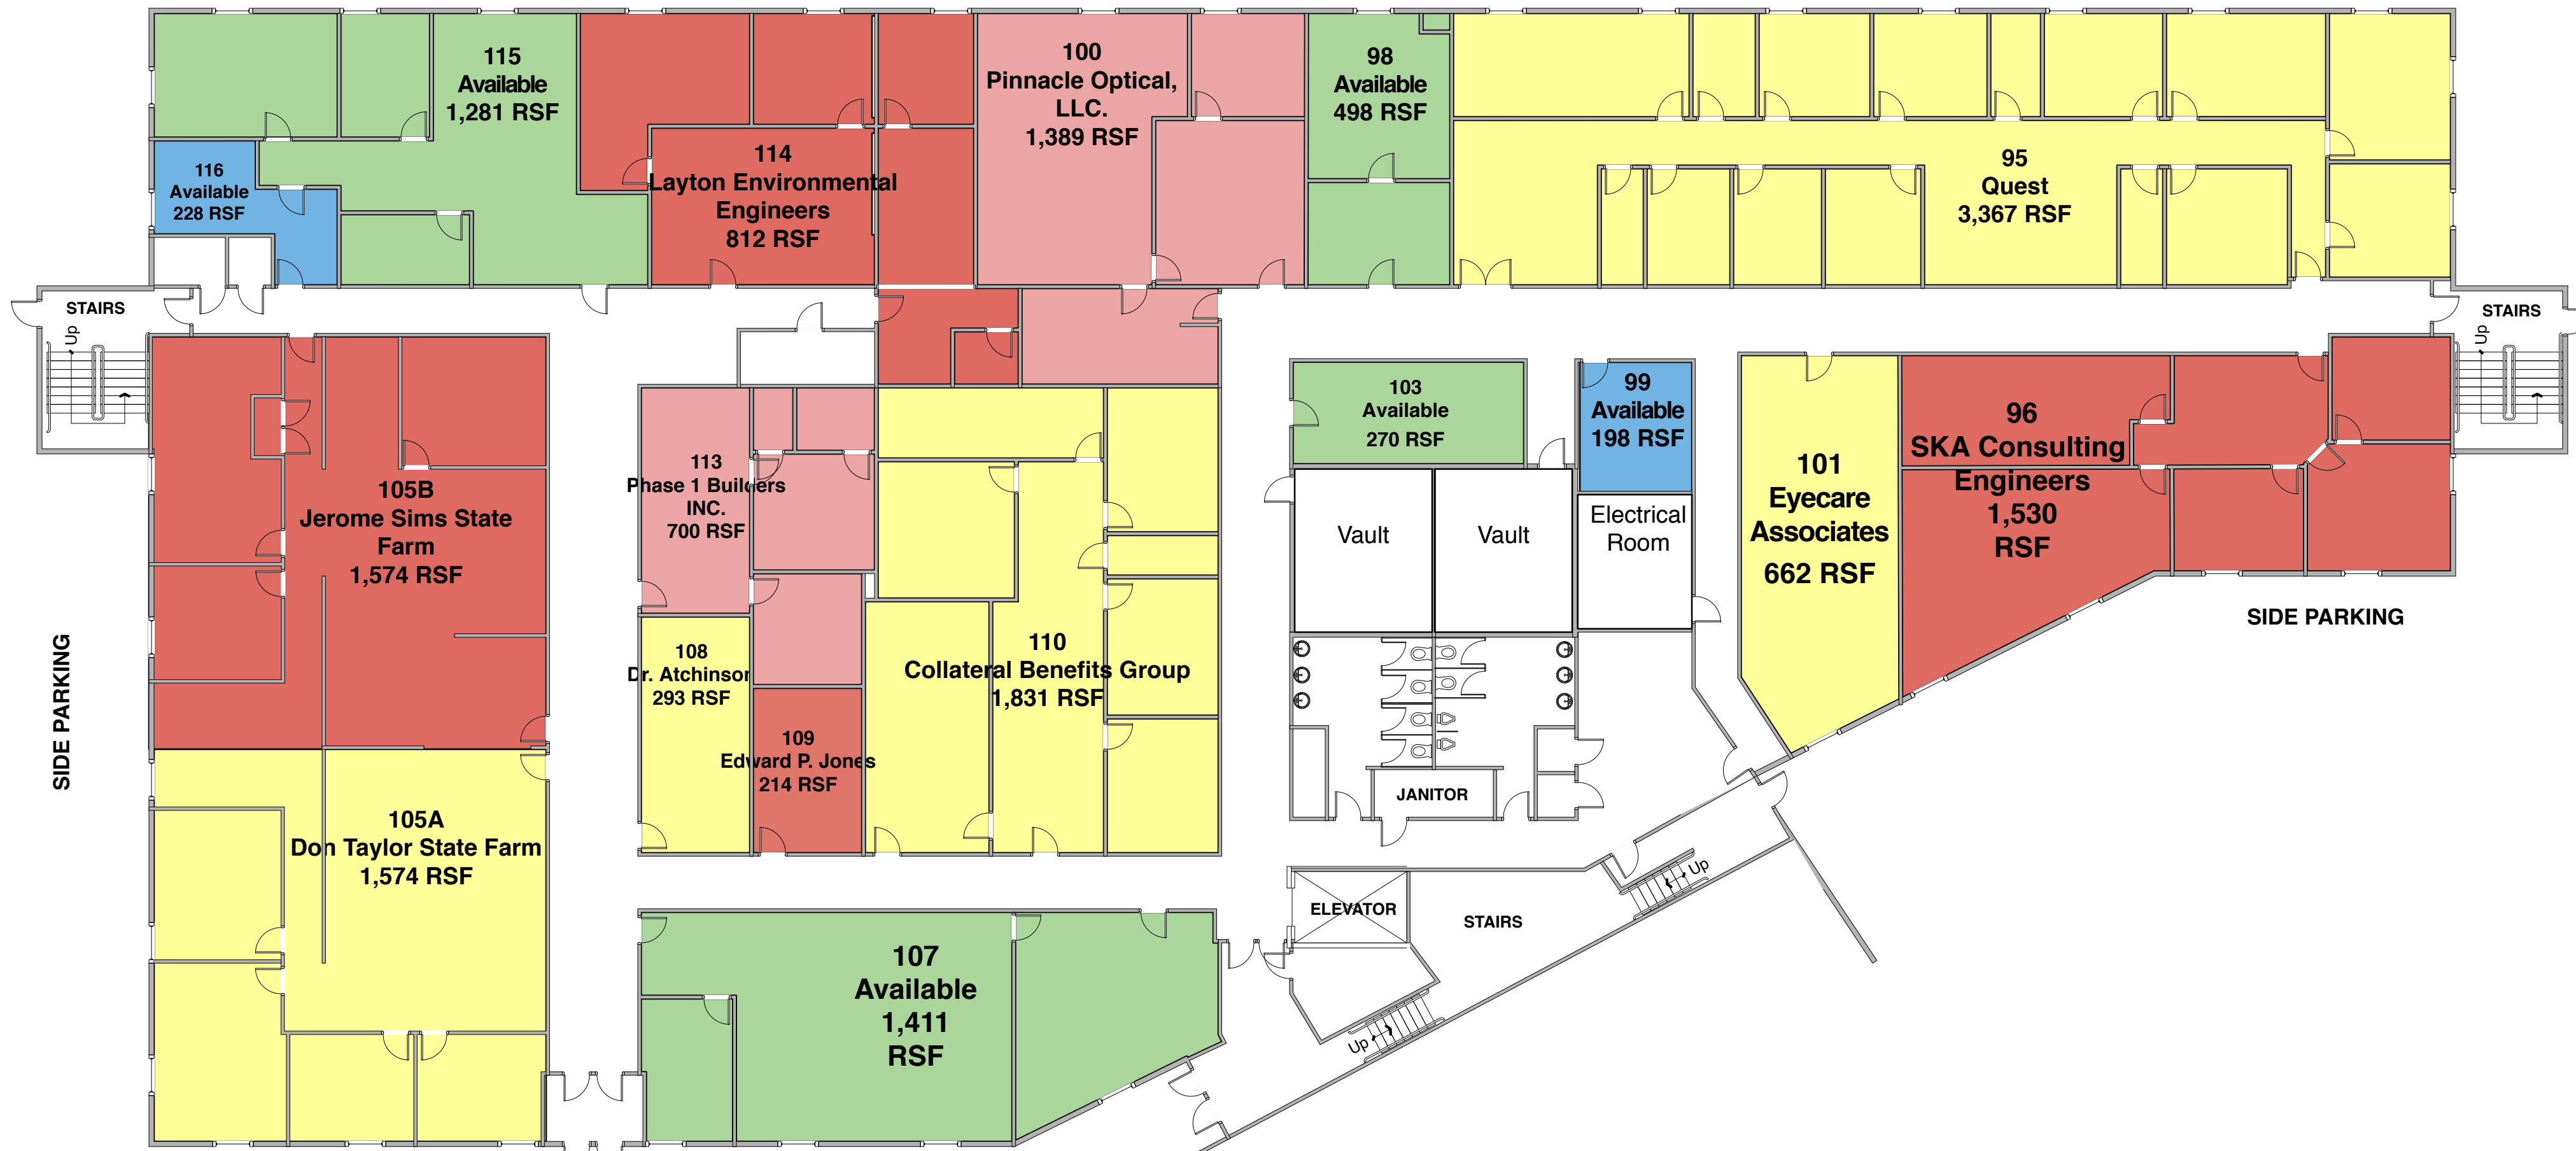 115
Available
1,281 RSF
116
Available
228 RSF
114
Layton Environmental
Engineers
812 RSF
100
Pinnacle Optical,
LLC.
1,389 RSF
98
Available
498 RSF
95
Quest
3,367 RSF
STAIRS
Up
STAIRS
Up
105B
Jerome Sims State
Farm
1,574 RSF
113
Phase 1 Builders
INC.
700 RSF
103
Available
270 RSF
99
Available
198 RSF
101
Eyecare
Associates
662 RSF
96
SKA Consulting
Engineers
1,530
RSF
Vault
Vault
Electrical
Room
SIDE PARKING
SIDE PARKING
108
Dr. Atchinson
293 RSF
109
Edward P. Jones
214 RSF
110
Collateral Benefits Group
1,831 RSF
JANITOR
105A
Don Taylor State Farm
1,574 RSF
107
Available
1,411
RSF
ELEVATOR
STAIRS
Up
Up